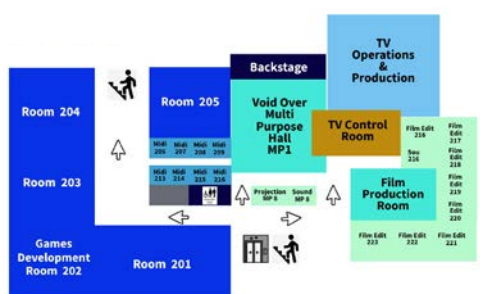 TV
Operations
&
Production
Backstage
Room 204
Room 205
Void Over
Multi
Purpose
Hall
MP1
TV Control
Room
Film Edit
216
Film
Edit
217
Midi
206
Midi
207
Midi
208
Midi
209
Sou
216
Film
Edit
218
Midi
213
Midi
214
Midi
215
Midi
216
Room 203
Projection
MP 8
Sound
MP 8
Film
Production
Room
Film
Edit
219
Film
Edit
220
Games
Development
Room 202
Room 201
Film Edit
223
Film Edit
222
Film Edit
221